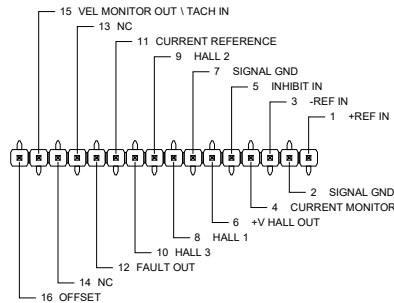 15 VEL MONITOR OUT \ TACH IN
13 NC
11 CURRENT REFERENCE
9 HALL 2
7 SIGNAL GND
5 INHIBIT IN
3 -REF IN
1 +REF IN
2 SIGNAL GND
4 CURRENT MONITOR
6 +V HALL OUT
8 HALL 1
10 HALL 3
12 FAULT OUT
14 NC
16 OFFSET